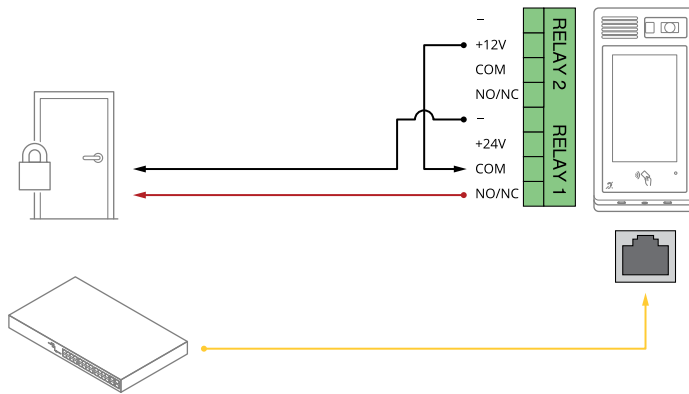 –
+12V
COM
NO/NC
–
+24V
COM
NO/NC
RELAY 2
RELAY 1